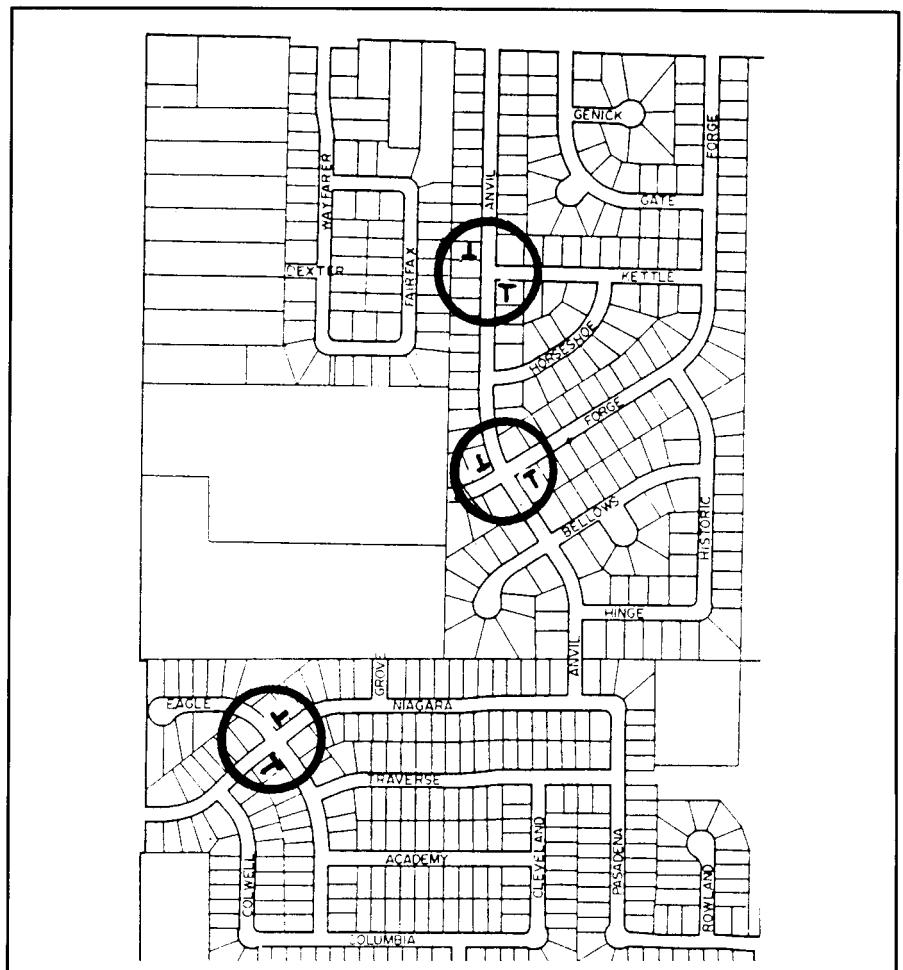 GENICK
FORGE
WAYFARER
ANVIL
GATE
DEXTER
FAIRFAX
KETTLE
HORSESHOE
FORGE
BELLOWS
HISTORIC
HINGE
ANVIL
GROVE
EAGLE
NIAGARA
TRAVERSE
CLEVELAND
PASADENA
ACADEMY
COLWELL
ROWLAND
COLUMBIA